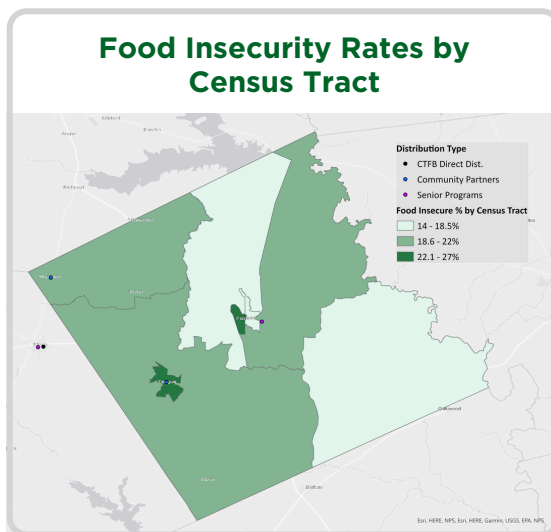 Food Insecurity Rates by
Census Tract
Distribution Type
CTFB Direct Dist.
Community Partners
Senior Programs
Food Insecure % by Census Tract
14 - 18.5%
18.6 - 22%
22.1 - 27%
Oakwood
Buffalo
Esri, HERE, NPS, Esri, HERE, Garmin, USGS, EPA, NPS